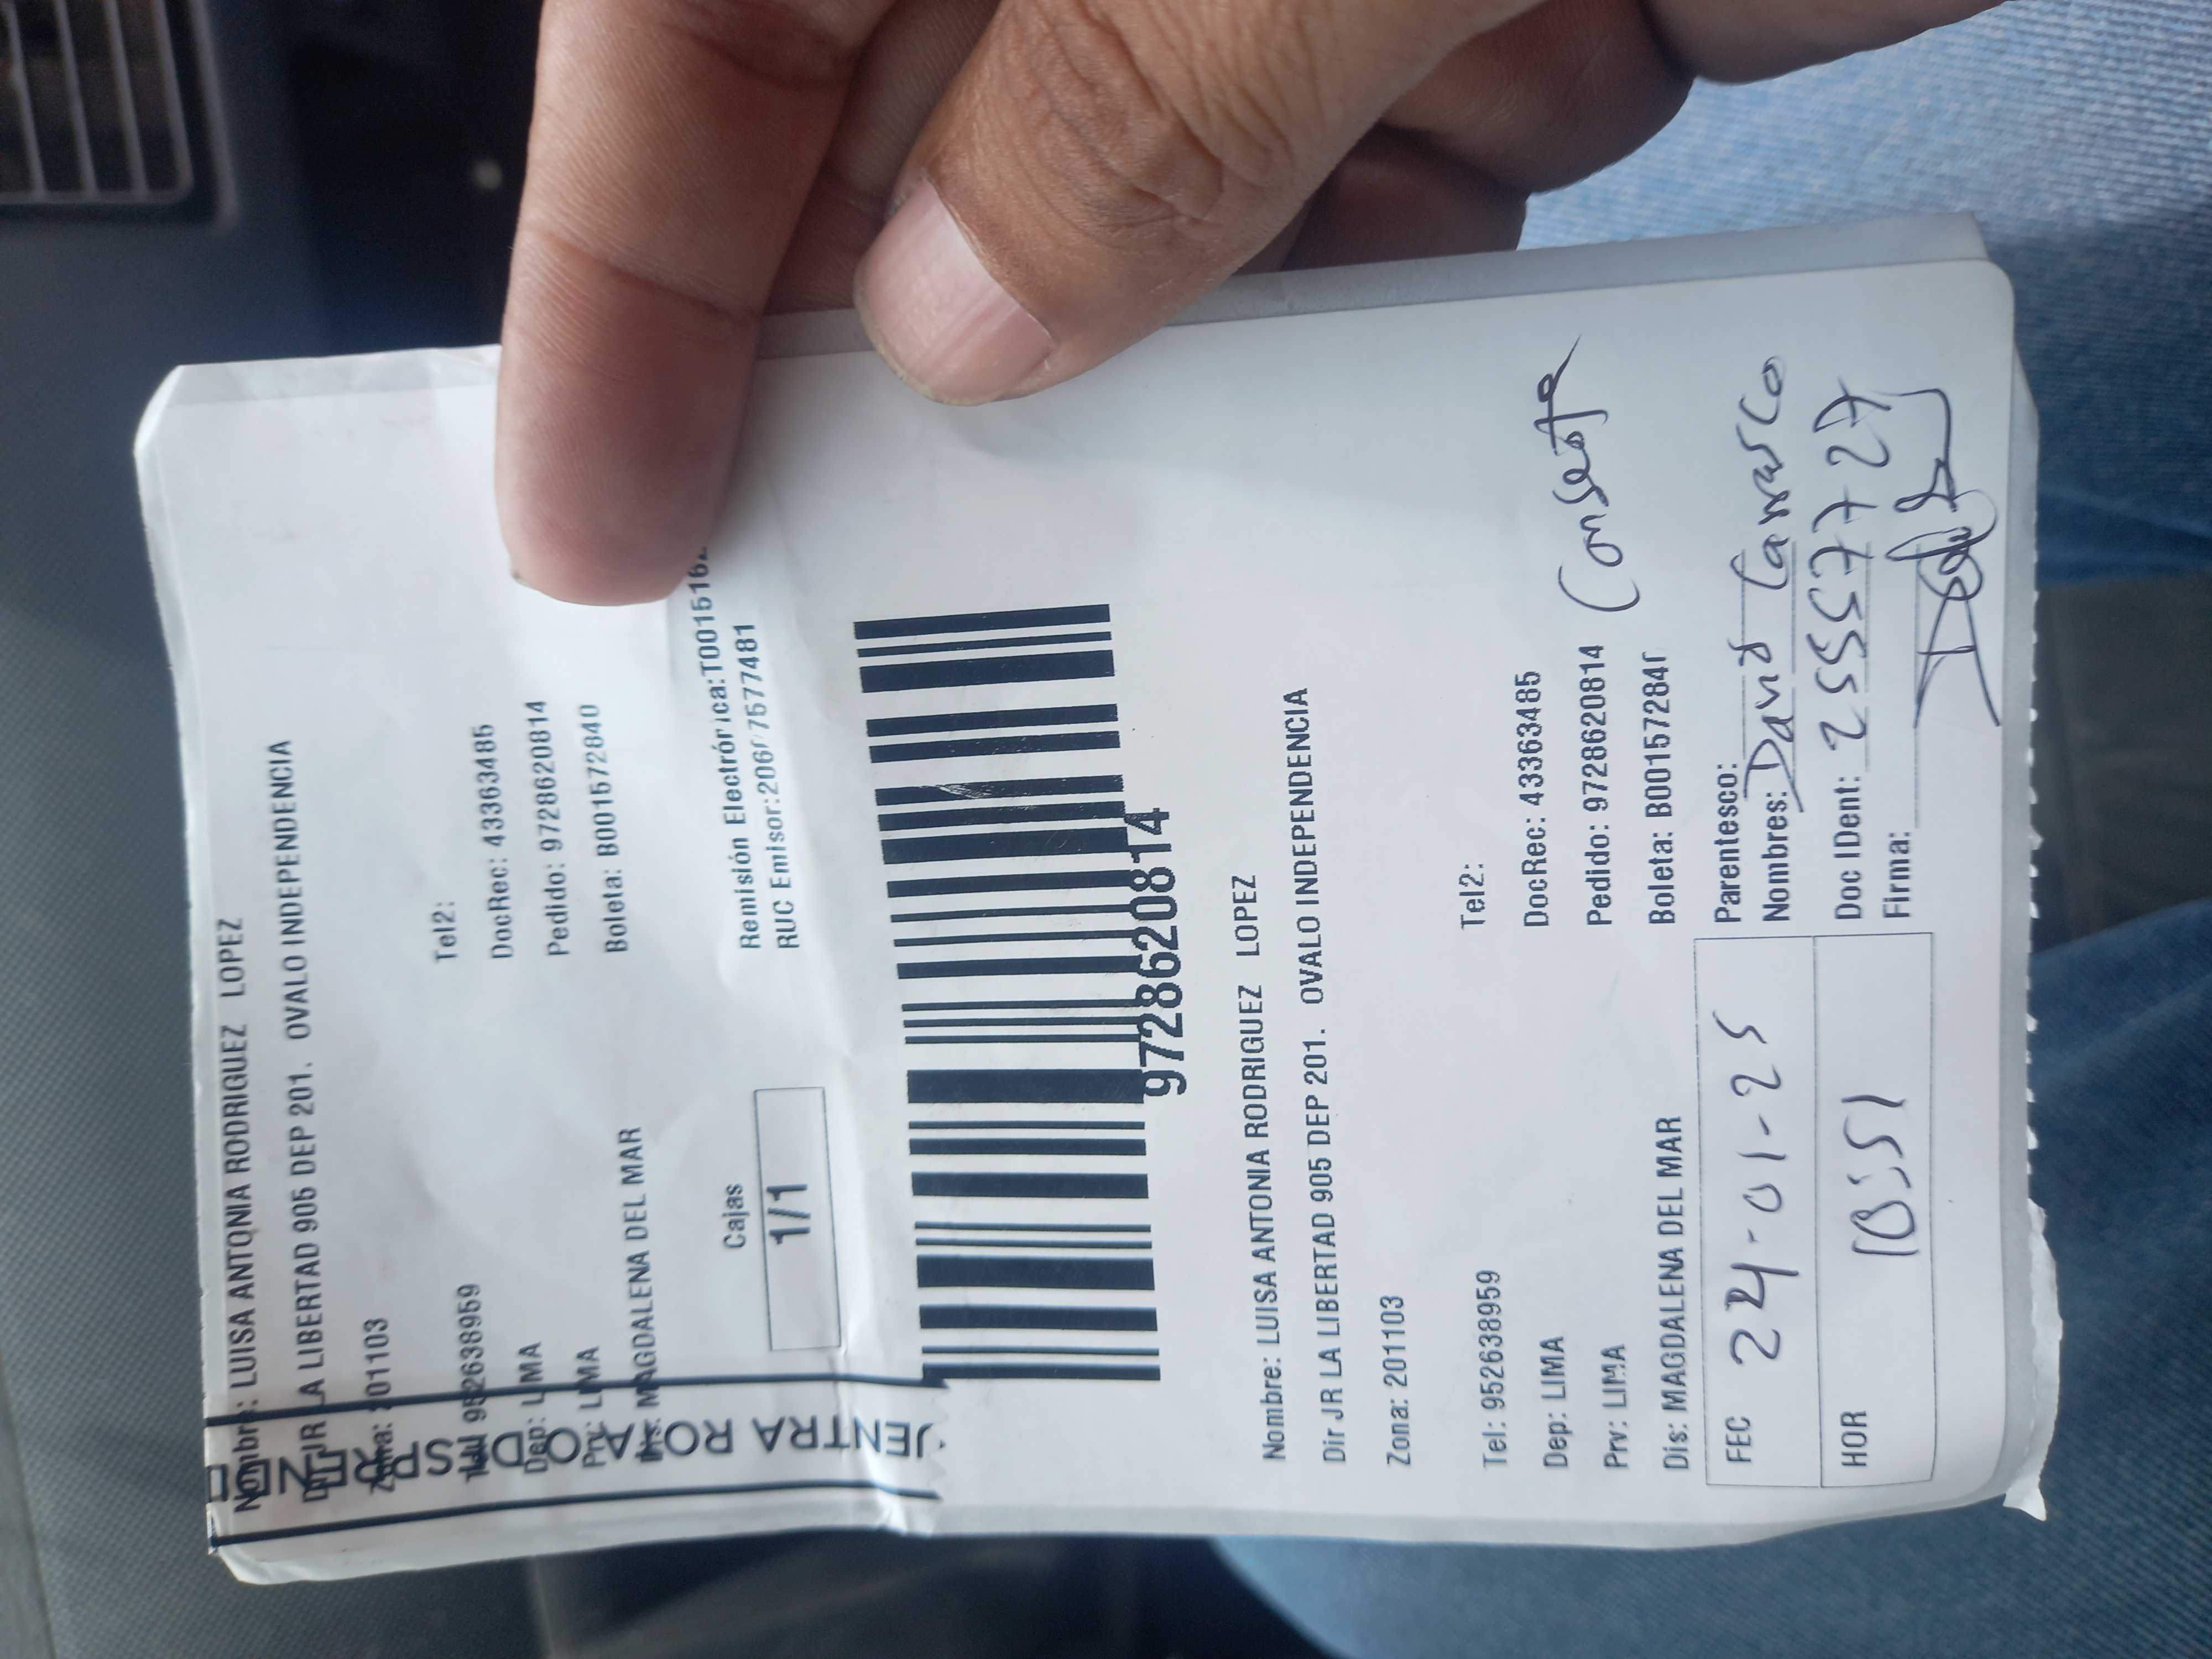 Nombre: LUISA ANTONIA RODRIGUEZ LOPEZ
Dir JR LA LIBERTAD 905 DEP 201. OVALO INDEPENDENCIA
Zona: 201103
Tel: 952638959 Tel2:
Dep: LIMA DocRec: 43363485
Prv: LIMA Pedido: 9728620814
Dis: MAGDALENA DEL MAR Boleta: B001572840
Cajas
1/1
Remisión Electrónica:T001516
RUC Emisor:
9728620814
Nombre: LUISA ANTONIA RODRIGUEZ LOPEZ
Dir JR LA LIBERTAD 905 DEP 201. OVALO INDEPENDENCIA
Zona: 201103
Tel: 952638959 Tel2:
Dep: LIMA DocRec: 43363485
Prv: LIMA Pedido: 9728620814
Dis: MAGDALENA DEL MAR Boleta: B00157284
FEC 24-01-25
HOR 10:51
Parentesco:
Nombres: David Carrasco
Doc IDent: 25557727
Firma: